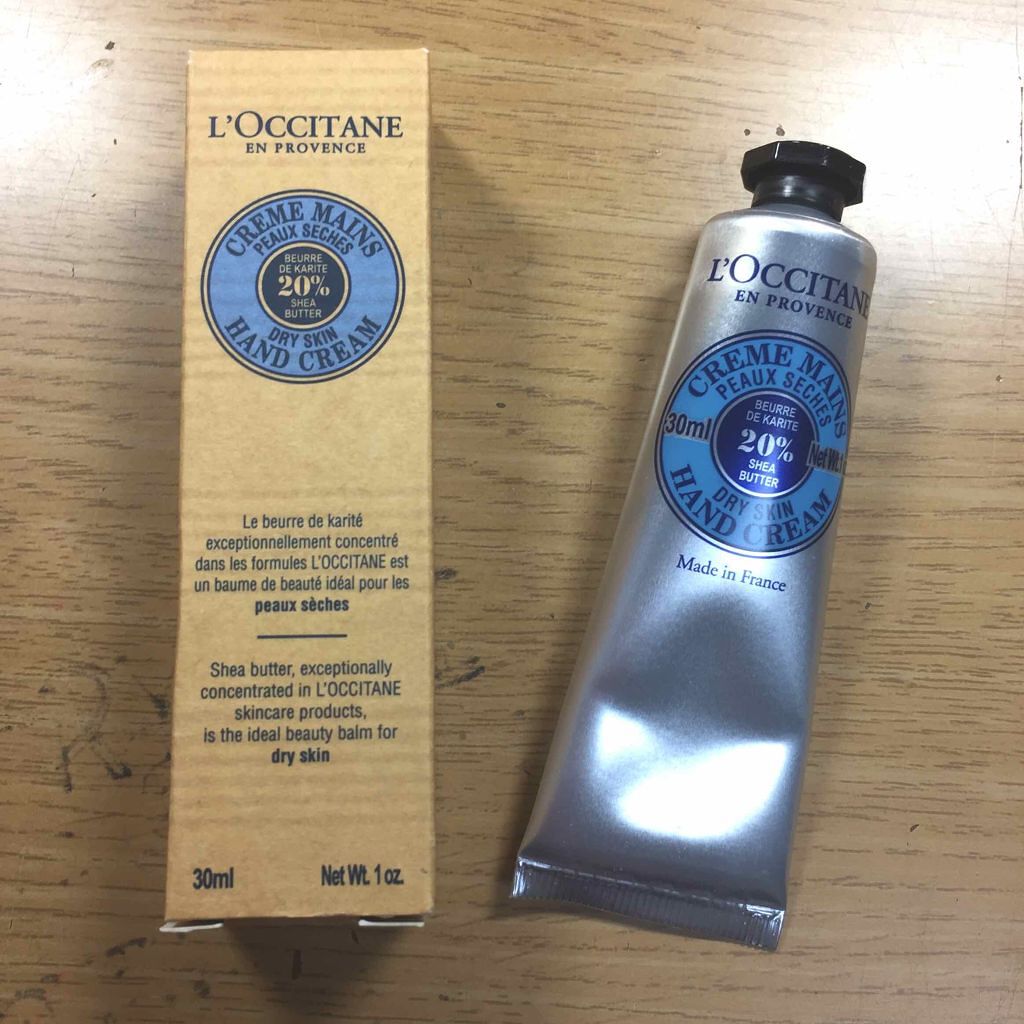 L'OCCITANE
EN PROVENCE
CREME MAINS
PEAUX SECHES
BEURRE
DE KARITE
20%
SHEA
BUTTER
DRY SKIN
HAND CREAM
Le beurre de karité
exceptionnellement concentré
dans les formules L'OCCITANE est
un baume de beauté idéal pour les
peaux sèches
Shea butter, exceptionally
concentrated in L'OCCITANE
skincare products,
is the ideal beauty balm for
dry skin
30ml Net Wt. 1 oz.
L'OCCITANE
EN PROVENCE
CREME MAINS
PEAUX SECHES
BEURRE
DE KARITE
30ml 20% Net Wt.
SHEA
BUTTER
DRY SKIN
HAND CREAM
Made in France